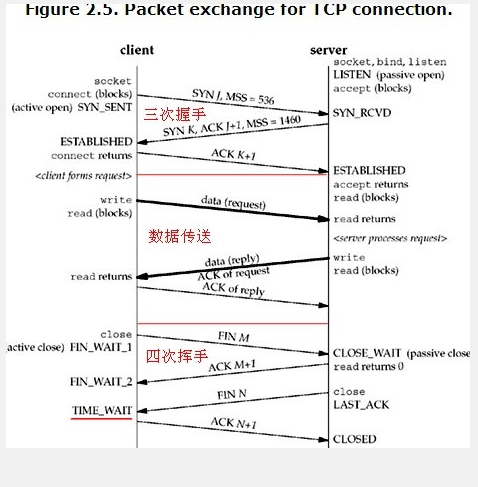 Figure 2.5. Packet exchange for TCP connection.
client
server
socket
connect (blocks)
(active open) SYN_SENT
socket, bind, listen
LISTEN (passive open)
accept (blocks)
SYN J, MSS = 536
三次握手
SYN_RCVD
SYN K, ACK J+1, MSS = 1460
ESTABLISHED
connect returns
ACK K+1
<client forms request>
ESTABLISHED
accept returns
read (blocks)
write
read (blocks)
data (request)
read returns
<server processes request>
数据传送
data (reply)
ACK of request
write
read (blocks)
read returns
ACK of reply
close
active close) FIN_WAIT_1
FIN M
四次挥手
CLOSE_WAIT (passive close
read returns 0
ACK M+1
FIN_WAIT_2
FIN N
close
LAST_ACK
TIME_WAIT
ACK N+1
CLOSED